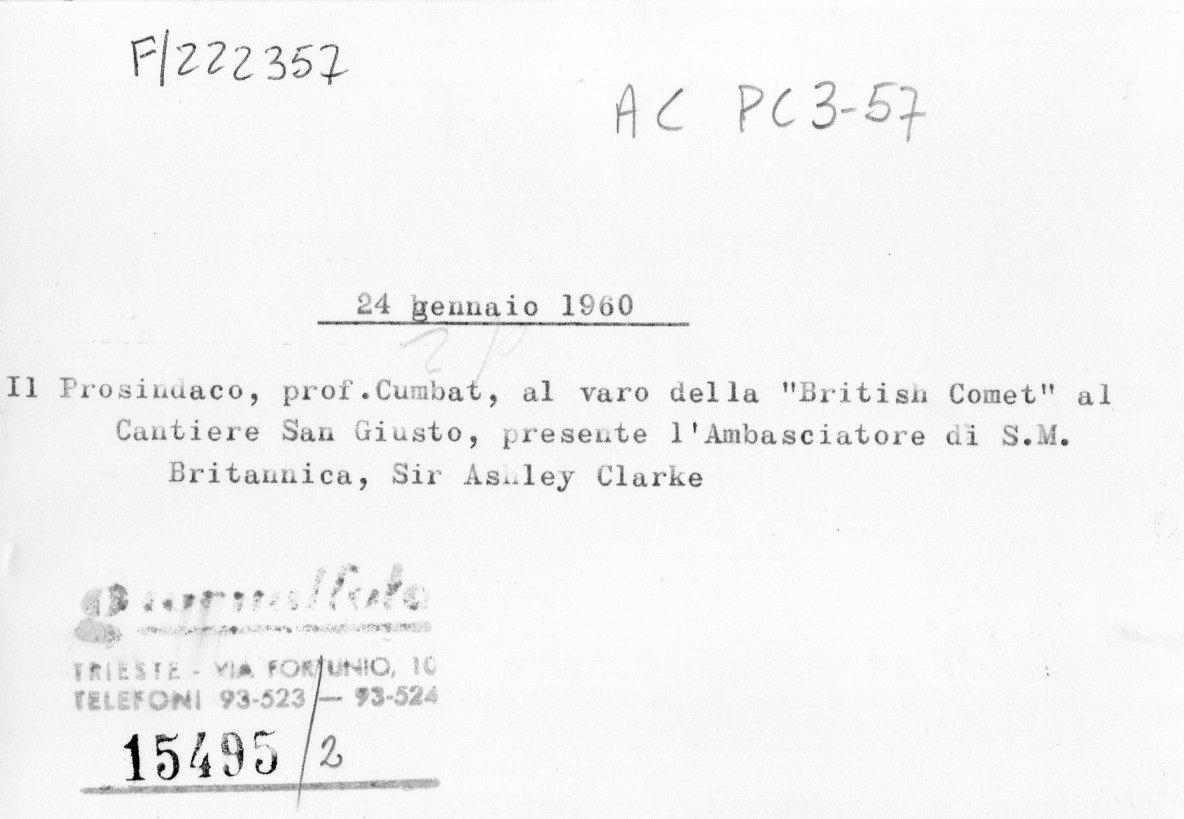 F/222357
AC PC3-57
24 gennaio 1960
Il Prosindaco, prof.Cumbat, al varo della "British Comet" al
Cantiere San Giusto, presente l'Ambasciatore di S.M.
Britannica, Sir Ashley Clarke
Giornalfoto
TRIESTE - VIA FORTUNIO, 10
TELEFONI 93-523 — 93-524
15495/2